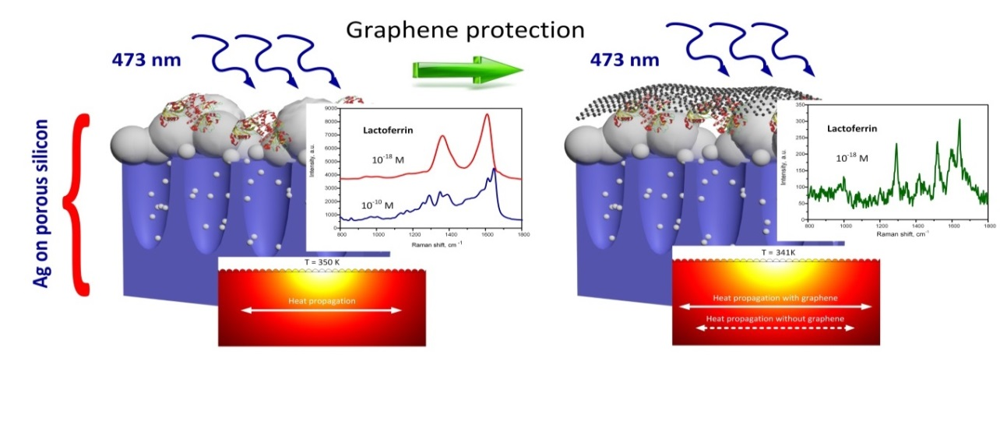 Graphene protection
473 nm
473 nm
Ag on porous silicon
Lactoferrin
10⁻¹⁸ M
10⁻¹⁰ M
Intensity, a.u.
9000
8000
7000
6000
5000
4000
3000
2000
1000
0
800 1000 1200 1400 1600 1800
Raman shift, cm⁻¹
T = 350 K
Heat propagation
Lactoferrin
10⁻¹⁸ M
Intensity, a.u.
350
300
250
200
150
100
50
0
800 1000 1200 1400 1600 1800
Raman shift, cm⁻¹
T = 341K
Heat propagation with graphene
Heat propagation without graphene